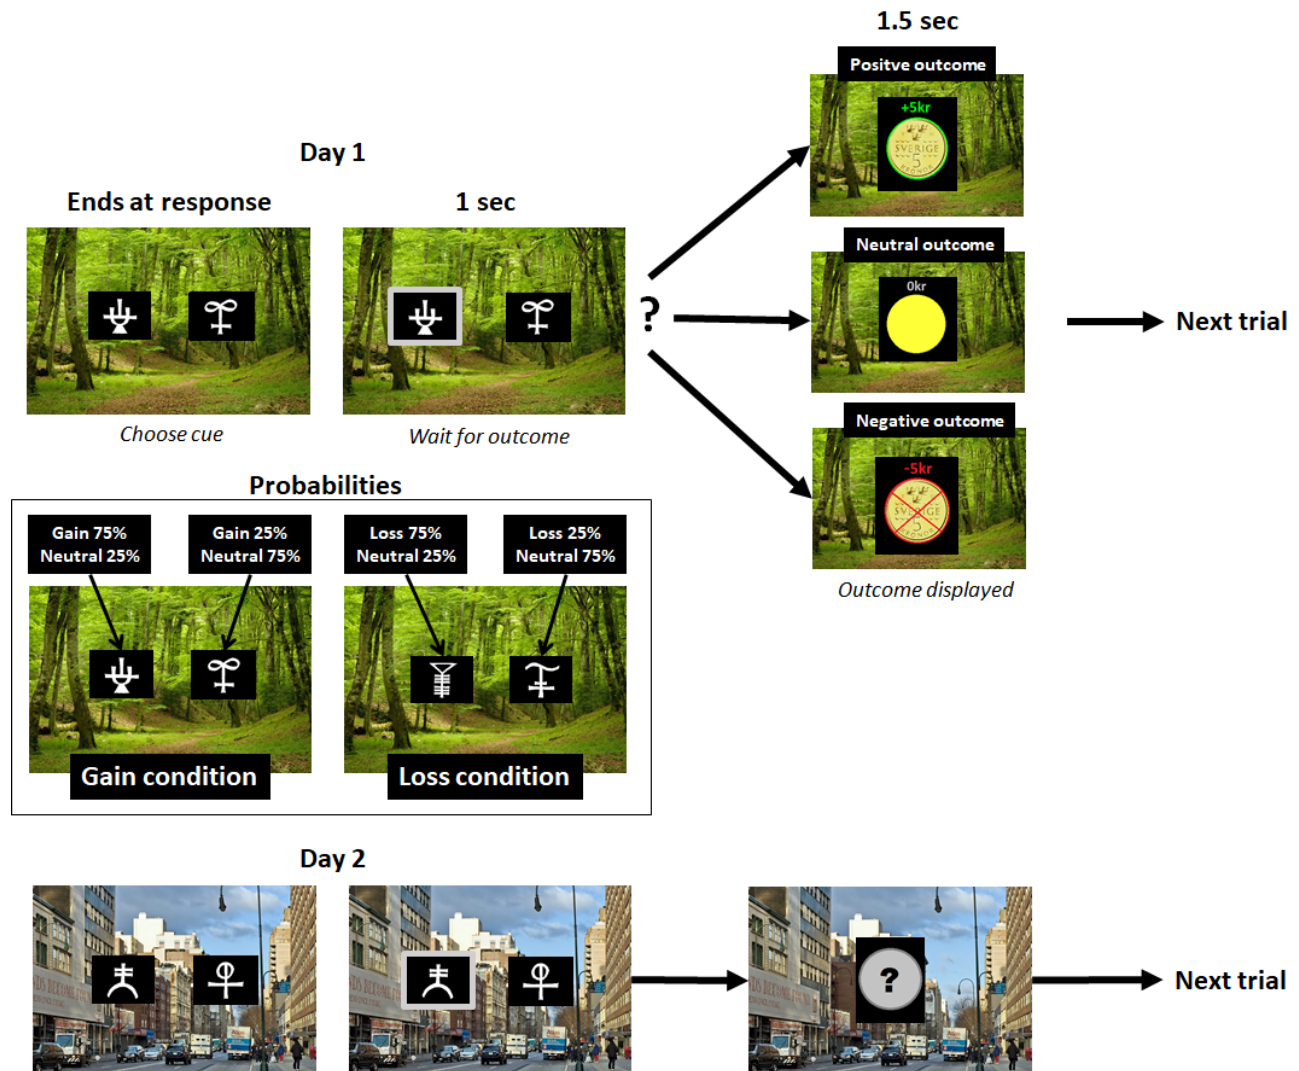 1.5 sec
Positve outcome
+5kr
SVERIGE
5
KRONOR
Day 1
Ends at response
1 sec
Neutral outcome
0kr
?
Next trial
Choose cue
Wait for outcome
Negative outcome
-5kr
SVERIGE
5
KRONOR
Outcome displayed
Probabilities
Gain 75%
Neutral 25%
Gain 25%
Neutral 75%
Loss 75%
Neutral 25%
Loss 25%
Neutral 75%
Gain condition
Loss condition
Day 2
?
Next trial